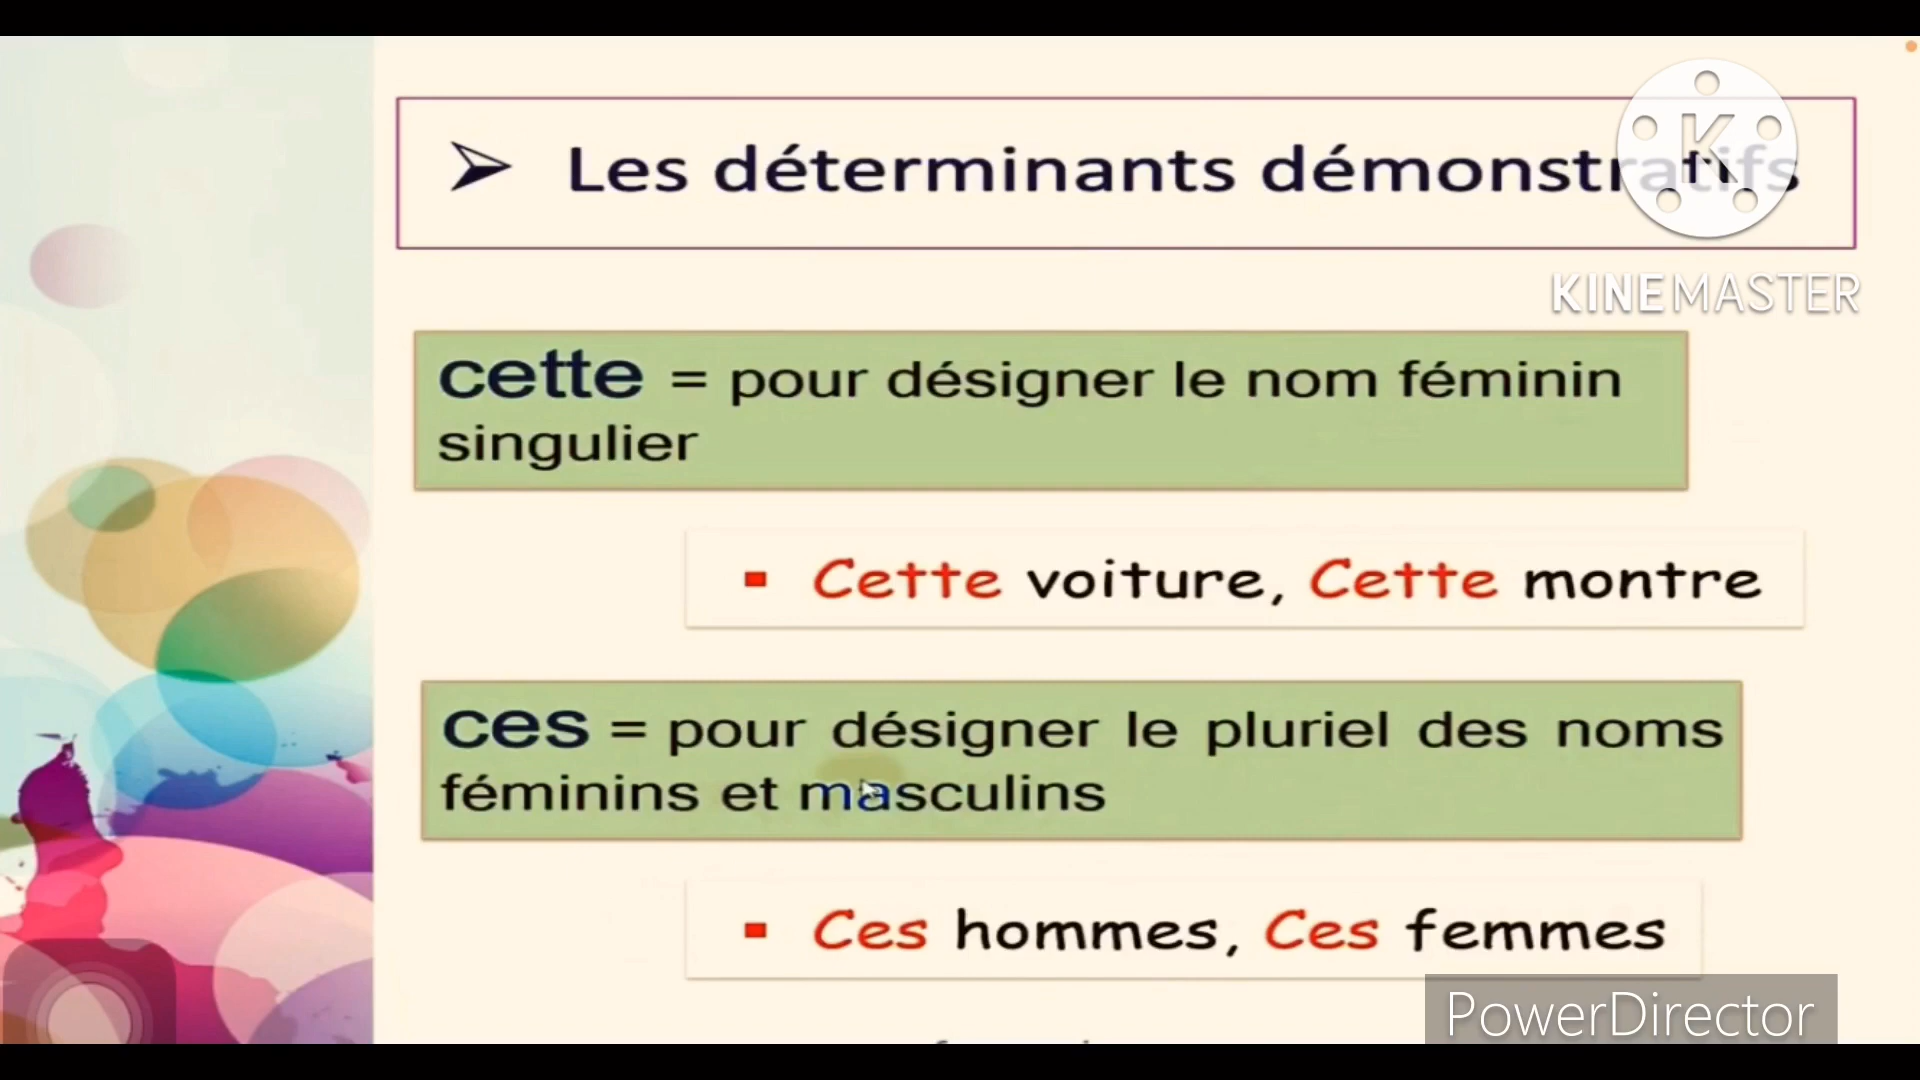 ➢ Les déterminants démonstratifs
K
KINEMASTER
cette = pour désigner le nom féminin
singulier
▪ Cette voiture, Cette montre
ces = pour désigner le pluriel des noms
féminins et masculins
▪ Ces hommes, Ces femmes
PowerDirector